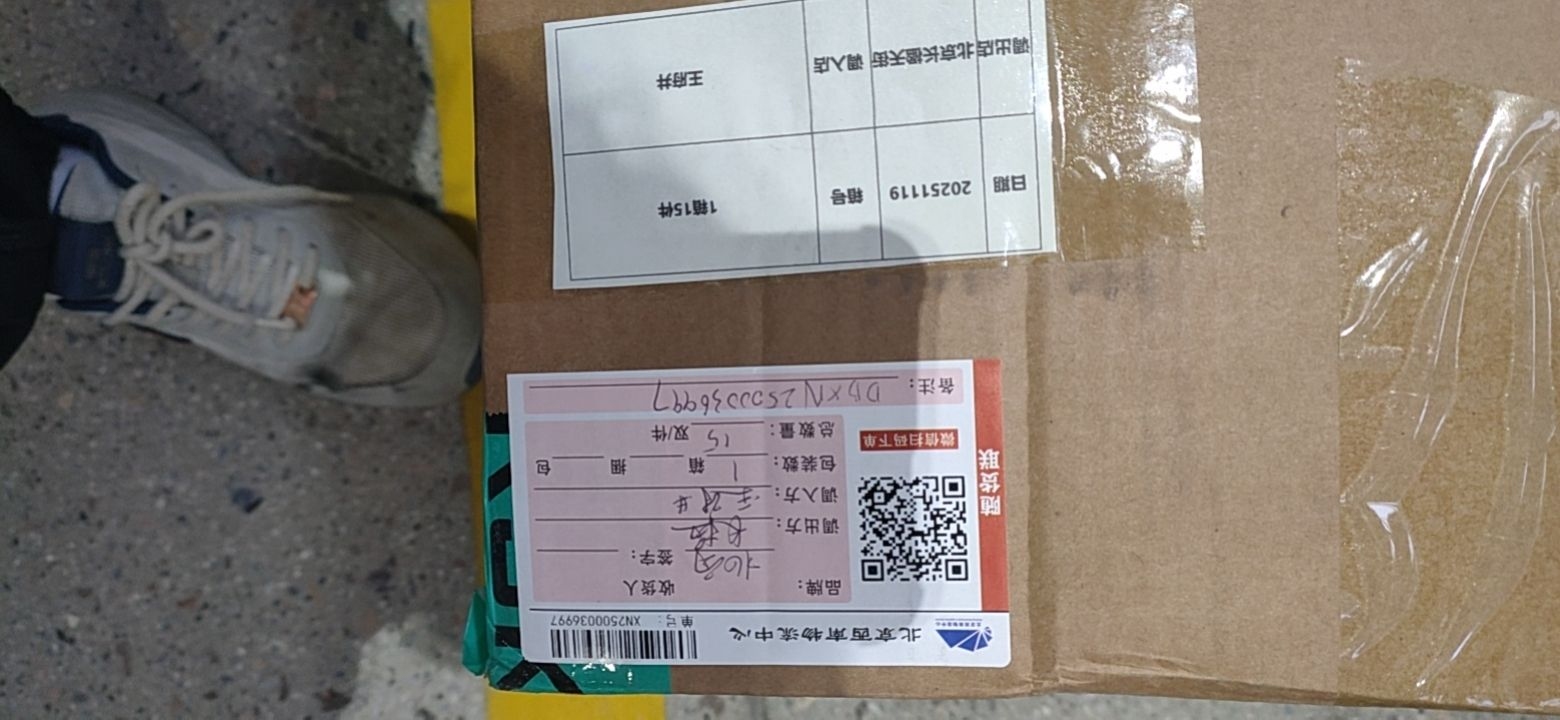 调出店 北京长楹天街 调入店 王府井
日期 20251119 箱号 1箱15件
北京西南物流中心
单号: XN25000036997
品牌: 收货人
签字:
调出方: 长楹
调入方: 王府井
包装数: 1 箱 捆 包
总数量: 15 双/件
备注: DBXN25000036997
微信扫码下单
随货联